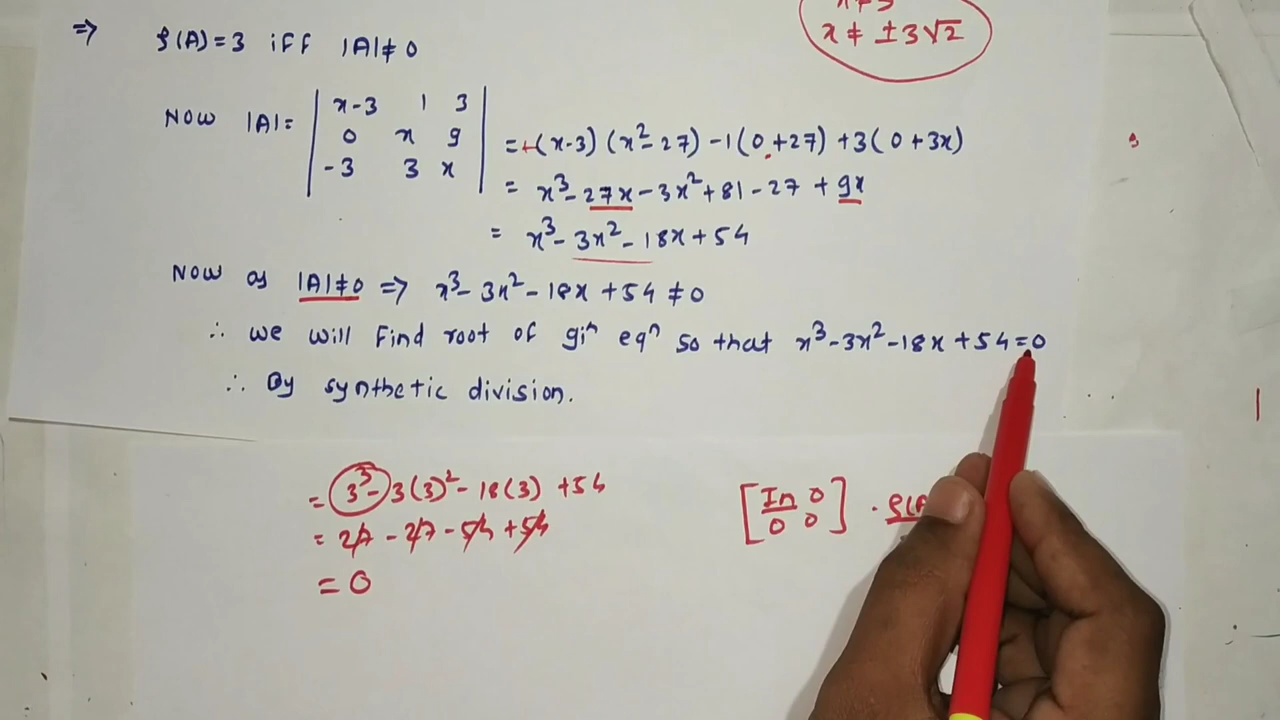 x≠3
x ≠ ±3√2
=> ρ(A)=3 iff |A|≠0
Now |A|= | x-3 1 3 |
| 0 x 9 |
| -3 3 x |
= +(x-3) (x²-27) -1(0+27) +3(0+3x)
= x³-27x-3x²+81-27+9x
= x³-3x²-18x+54
Now as |A|≠0 => x³-3x²-18x+54≠0
∴ we will find root of giⁿ eqⁿ so that x³-3x²-18x+54=0
∴ By synthetic division.
= 3³-3(3)²-18(3)+54
= 27-27-54+54
= 0
[ In 0 ] . ρ(A
[ 0 0 ]